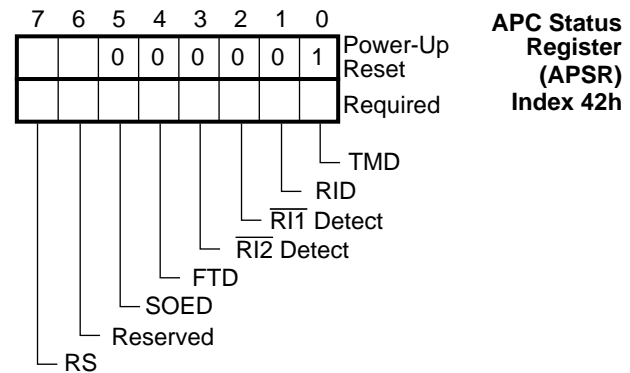 7 6 5 4 3 2 1 0
APC Status
Register
(APSR)
Index 42h
0 0 0 0 0 1
Power-Up
Reset
Required
TMD
RID
RI1 Detect
RI2 Detect
FTD
SOED
Reserved
RS